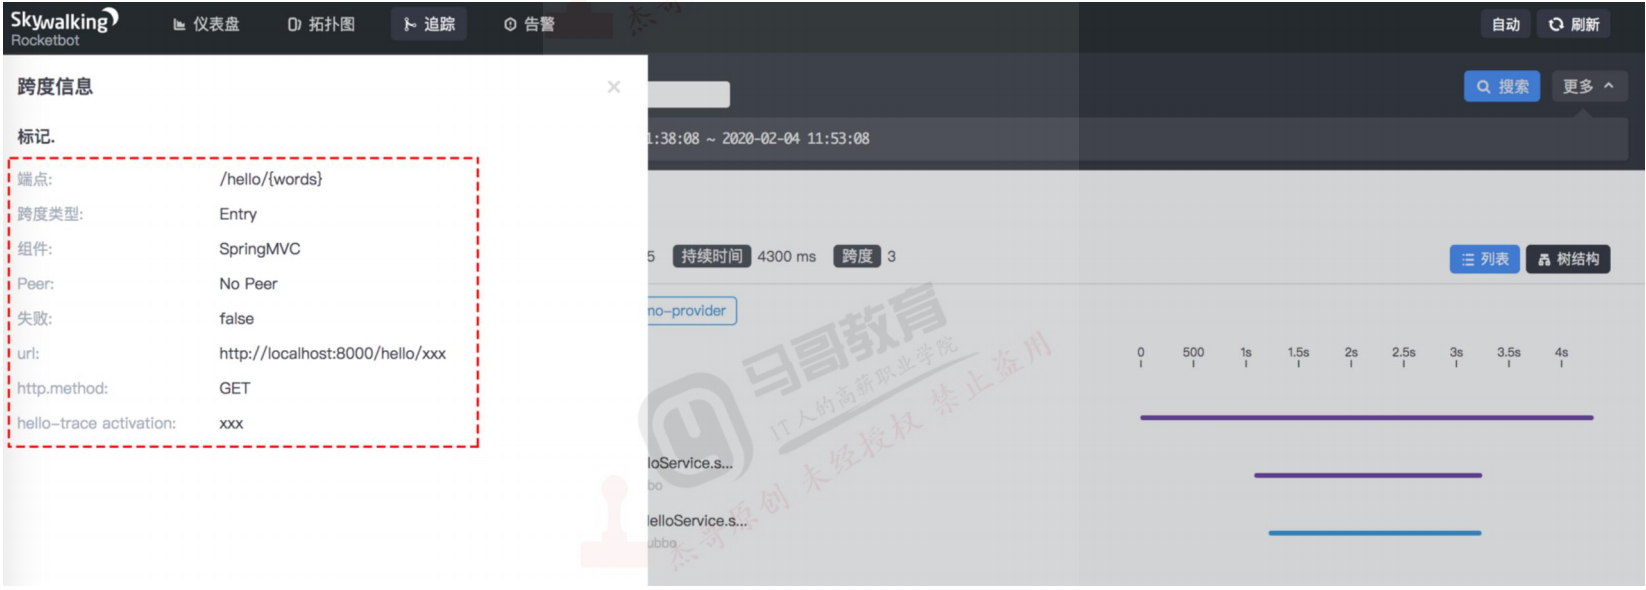 Skywalking
Rocketbot
仪表盘
拓扑图
追踪
告警
自动
刷新
跨度信息
×
搜索
更多
标记.
1:38:08 ~ 2020-02-04 11:53:08
端点: /hello/{words}
跨度类型: Entry
组件: SpringMVC
5 持续时间 4300 ms 跨度 3
列表
树结构
Peer: No Peer
失败: false
no-provider
url: http://localhost:8000/hello/xxx
0 500 1s 1.5s 2s 2.5s 3s 3.5s 4s
http.method: GET
hello-trace activation: xxx
loService.s...
bo
HelloService.s...
ubbo
马哥教育
IT人的高薪职业学院
杰哥原创 未经授权 禁止盗用